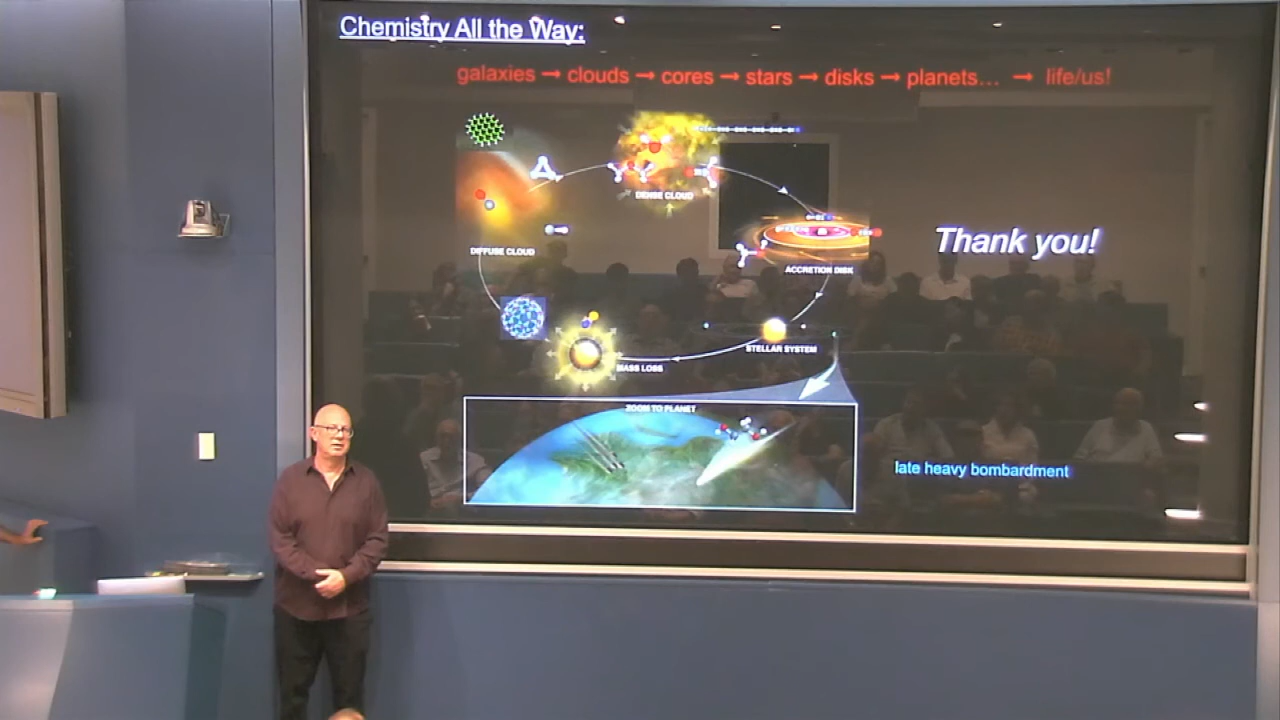 Chemistry All the Way:
galaxies → clouds → cores → stars → disks → planets... → life/us!
DENSE CLOUD
Thank you!
DIFFUSE CLOUD
ACCRETION DISK
STELLAR SYSTEM
MASS LOSS
ZOOM TO PLANET
late heavy bombardment